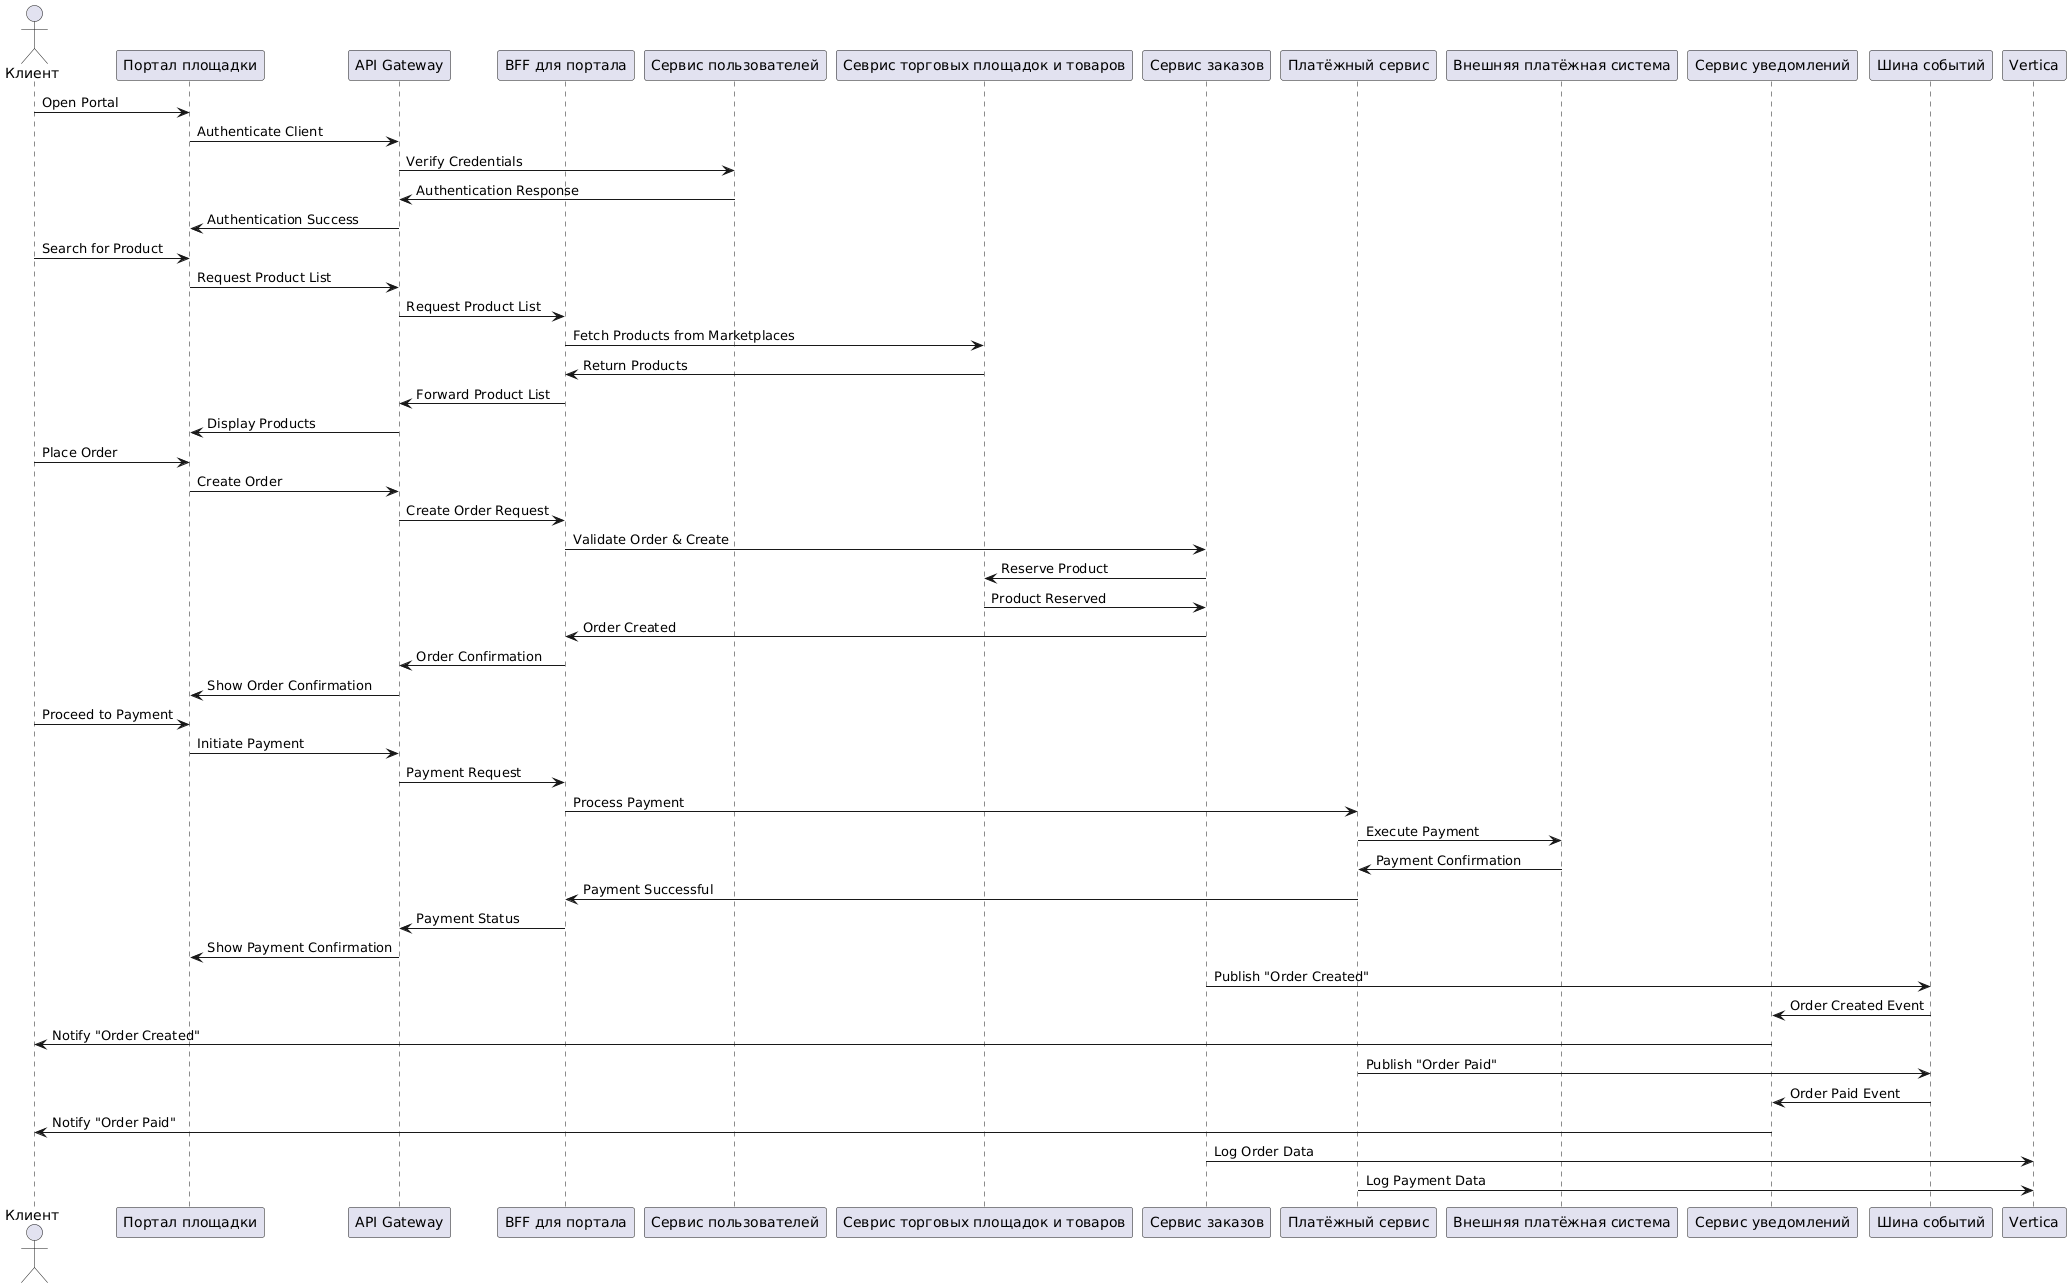 Клиент
Портал площадки
API Gateway
BFF для портала
Сервис пользователей
Севрис торговых площадок и товаров
Сервис заказов
Платёжный сервис
Внешняя платёжная система
Сервис уведомлений
Шина событий
Vertica
Open Portal
Authenticate Client
Verify Credentials
Authentication Response
Authentication Success
Search for Product
Request Product List
Request Product List
Fetch Products from Marketplaces
Return Products
Forward Product List
Display Products
Place Order
Create Order
Create Order Request
Validate Order & Create
Reserve Product
Product Reserved
Order Created
Order Confirmation
Show Order Confirmation
Proceed to Payment
Initiate Payment
Payment Request
Process Payment
Execute Payment
Payment Confirmation
Payment Successful
Payment Status
Show Payment Confirmation
Publish "Order Created"
Order Created Event
Notify "Order Created"
Publish "Order Paid"
Order Paid Event
Notify "Order Paid"
Log Order Data
Log Payment Data
Клиент
Портал площадки
API Gateway
BFF для портала
Сервис пользователей
Севрис торговых площадок и товаров
Сервис заказов
Платёжный сервис
Внешняя платёжная система
Сервис уведомлений
Шина событий
Vertica